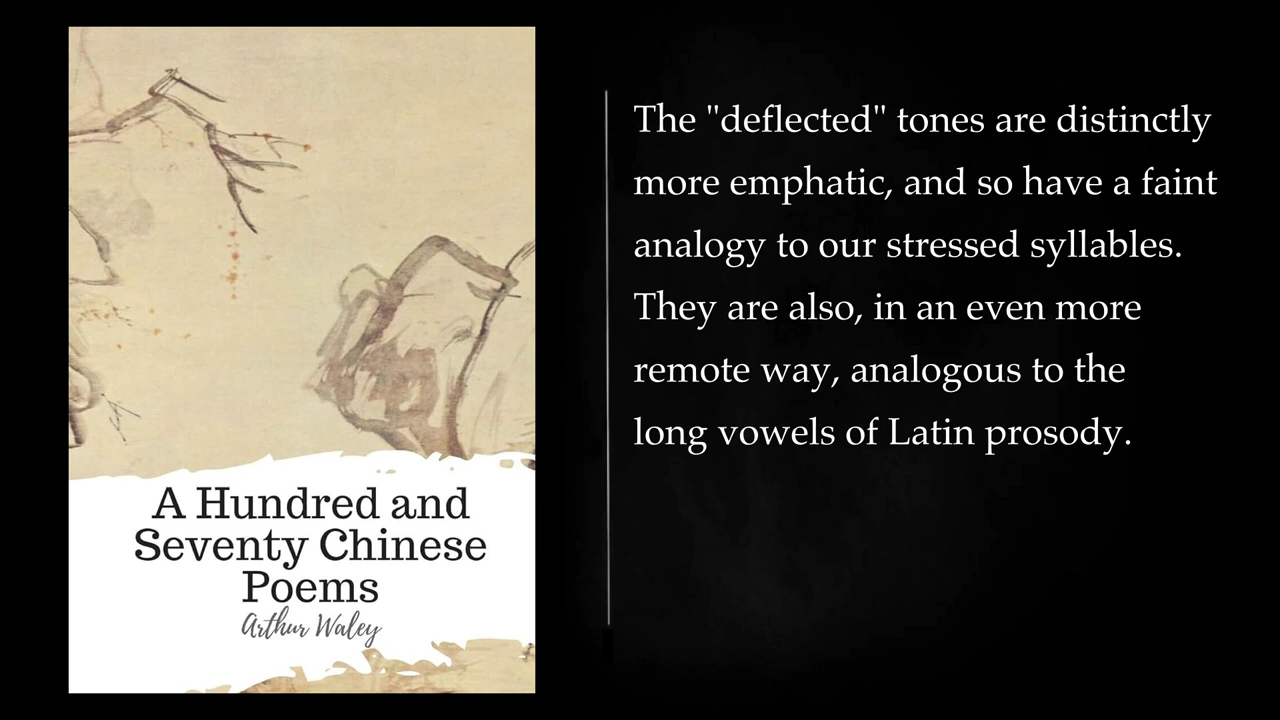 A Hundred and
Seventy Chinese
Poems
Arthur Waley
The "deflected" tones are distinctly
more emphatic, and so have a faint
analogy to our stressed syllables.
They are also, in an even more
remote way, analogous to the
long vowels of Latin prosody.